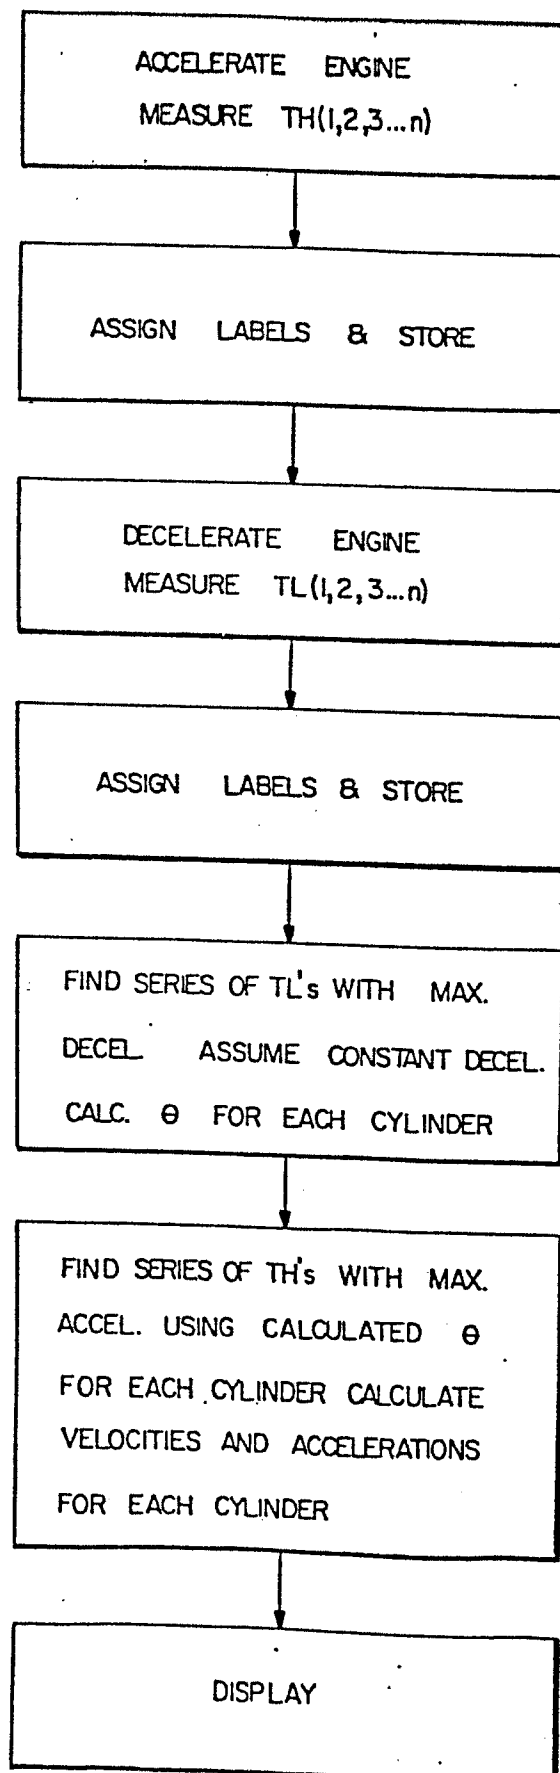 ACCELERATE ENGINE
MEASURE TH(1,2,3...n)
ASSIGN LABELS & STORE
DECELERATE ENGINE
MEASURE TL(1,2,3...n)
ASSIGN LABELS & STORE
FIND SERIES OF TL's WITH MAX.
DECEL. ASSUME CONSTANT DECEL.
CALC. θ FOR EACH CYLINDER
FIND SERIES OF TH's WITH MAX.
ACCEL. USING CALCULATED θ
FOR EACH CYLINDER CALCULATE
VELOCITIES AND ACCELERATIONS
FOR EACH CYLINDER
DISPLAY